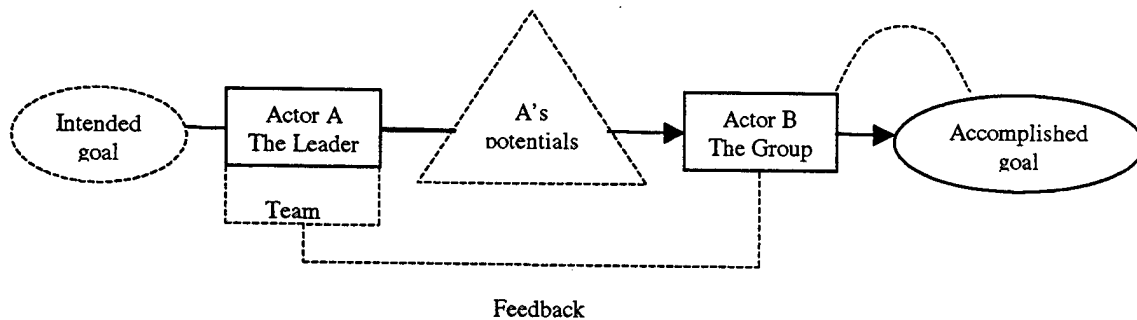 Intended
goal
Actor A
The Leader
Team
A's
potentials
Actor B
The Group
Accomplished
goal
Feedback